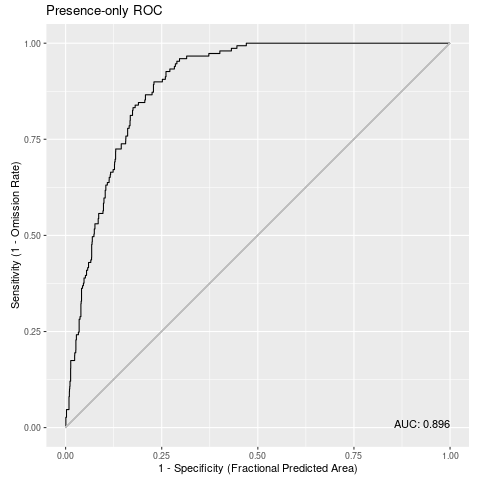 Presence-only ROC
Sensitivity (1 - Omission Rate)
1.00
0.75
0.50
0.25
0.00
AUC: 0.896
0.00 0.25 0.50 0.75 1.00
1 - Specificity (Fractional Predicted Area)